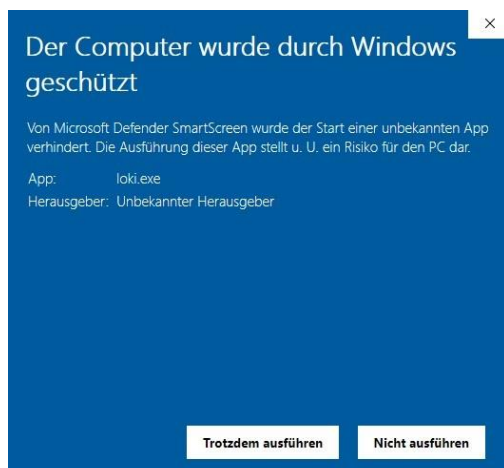 Der Computer wurde durch Windows
geschützt
Von Microsoft Defender SmartScreen wurde der Start einer unbekannten App
verhindert. Die Ausführung dieser App stellt u. U. ein Risiko für den PC dar.
App: loki.exe
Herausgeber: Unbekannter Herausgeber
Trotzdem ausführen Nicht ausführen